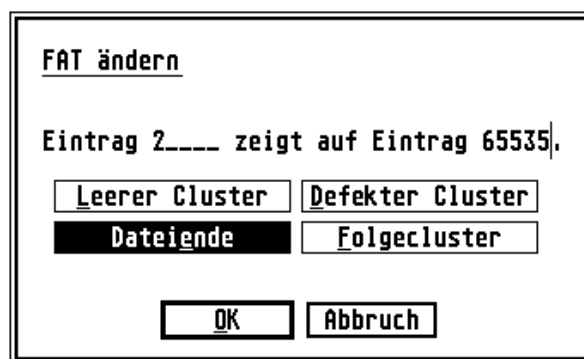 FAT ändern
Eintrag 2____ zeigt auf Eintrag 65535.
Leerer Cluster Defekter Cluster
Dateiende Folgecluster
OK Abbruch